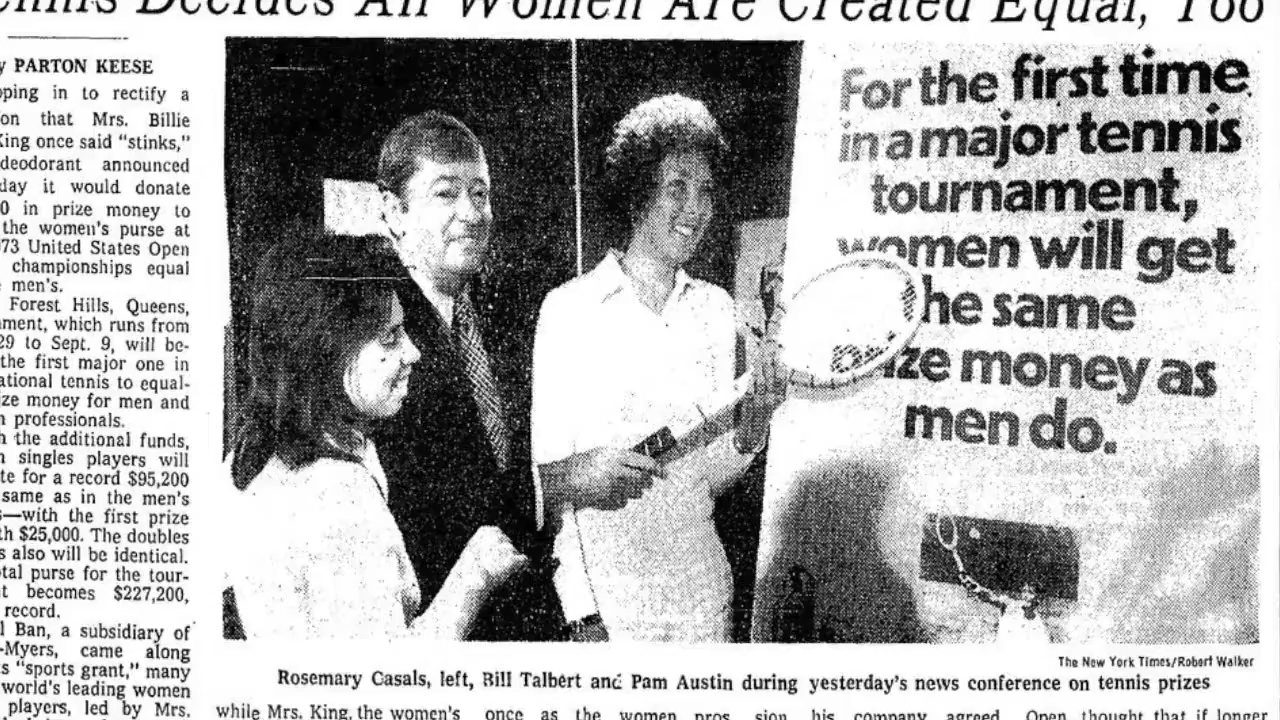 ennis Decides All Women Are Created Equal, Too
y PARTON KEESE
ping in to rectify a
on that Mrs. Billie
King once said "stinks,"
deodorant announced
day it would donate
0 in prize money to
the women's purse at
73 United States Open
championships equal
men's.
Forest Hills, Queens,
ment, which runs from
29 to Sept. 9, will be-
the first major one in
ational tennis to equal-
ize money for men and
n professionals.
h the additional funds,
n singles players will
te for a record $95,200
same as in the men's
s—with the first prize
th $25,000. The doubles
s also will be identical.
tal purse for the tour-
t becomes $227,200,
record.
l Ban, a subsidiary of
-Myers, came along
s "sports grant," many
world's leading women
players, led by Mrs.
For the first time
in a major tennis
tournament,
women will get
he same
ize money as
men do.
The New York Times/Robert Walker
Rosemary Casals, left, Bill Talbert and Pam Austin during yesterday's news conference on tennis prizes
while Mrs. King, the women's
once as the women pros
sion, his company agreed
Open thought that if longer